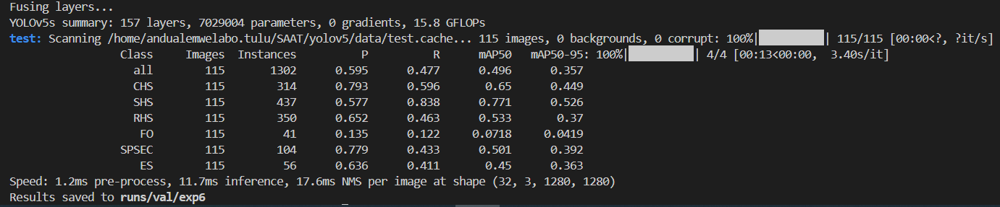 Fusing layers...
YOLOv5s summary: 157 layers, 7029004 parameters, 0 gradients, 15.8 GFLOPs
test: Scanning /home/andualemwelabo.tulu/SAAT/yolov5/data/test.cache... 115 images, 0 backgrounds, 0 corrupt: 100%|██████████| 115/115 [00:00<?, ?it/s]
Class Images Instances P R mAP50 mAP50-95: 100%|██████████| 4/4 [00:13<00:00, 3.40s/it]
all 115 1302 0.595 0.477 0.496 0.357
CHS 115 314 0.793 0.596 0.65 0.449
SHS 115 437 0.577 0.838 0.771 0.526
RHS 115 350 0.652 0.463 0.533 0.37
FO 115 41 0.135 0.122 0.0718 0.0419
SPSEC 115 104 0.779 0.433 0.501 0.392
ES 115 56 0.636 0.411 0.45 0.363
Speed: 1.2ms pre-process, 11.7ms inference, 17.6ms NMS per image at shape (32, 3, 1280, 1280)
Results saved to runs/val/exp6